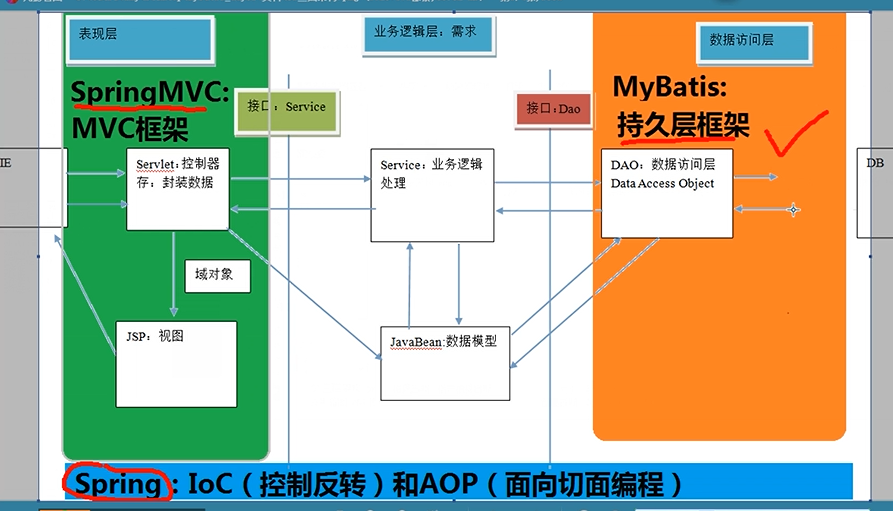 表现层
业务逻辑层：需求
数据访问层
SpringMVC:
MVC框架
接口：Service
接口：Dao
MyBatis:
持久层框架
IE
Servlet：控制器
存：封装数据
Service：业务逻辑
处理
DAO：数据访问层
Data Access Object
DB
域对象
JSP：视图
JavaBean:数据模型
Spring：IoC（控制反转）和AOP（面向切面编程）